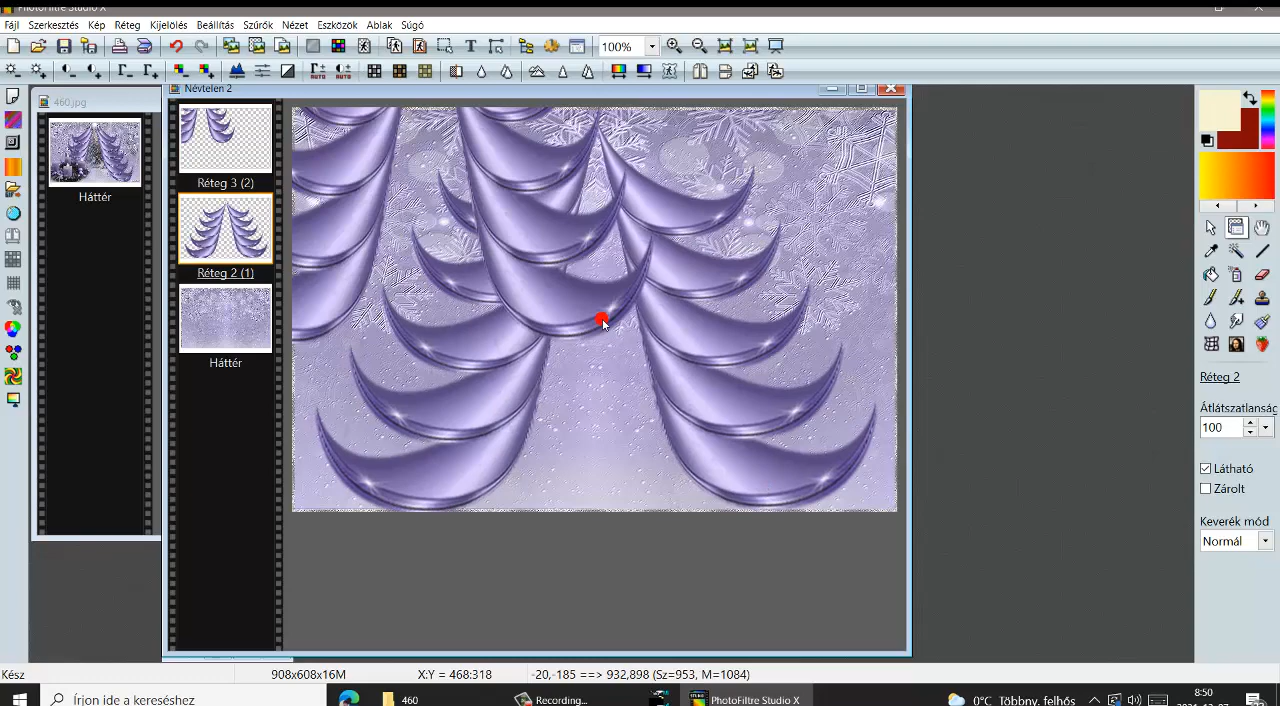 PhotoFiltre Studio X
Fájl Szerkesztés Kép Réteg Kijelölés Beállítás Szűrők Nézet Eszközök Ablak Súgó
100%
460.jpg
Háttér
Névtelen 2
Réteg 3 (2)
Réteg 2 (1)
Háttér
Réteg 2
Átlátszatlanság
100
Látható
Zárolt
Keverék mód
Normál
Kész 908x608x16M XY = 468:318 -20,-185 ==> 932,898 (Sz=953, M=1084)
Írjon ide a kereséshez
460
Recording...
PhotoFiltre Studio X
0°C Többny. felhős
8:50